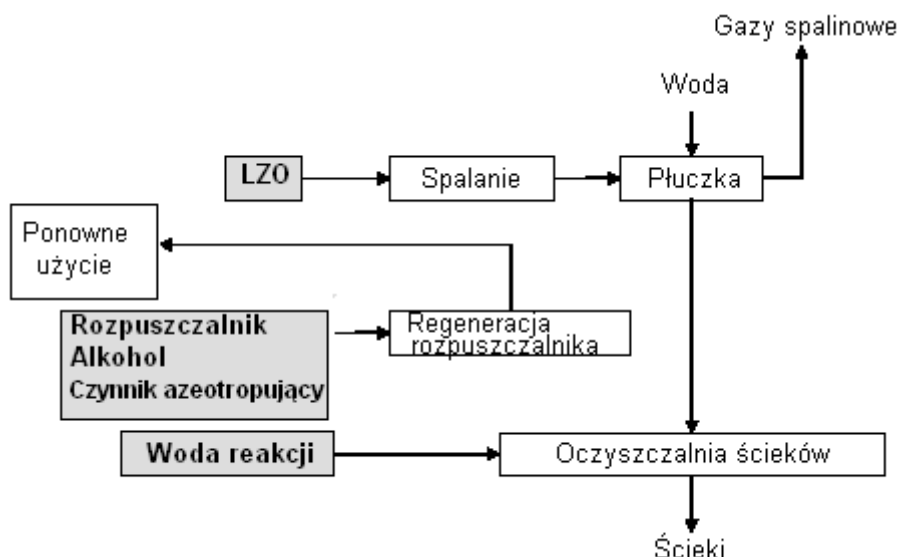 Gazy spalinowe
Woda
LZO
Spalanie
Płuczka
Ponowne
użycie
Rozpuszczalnik
Alkohol
Czynnik azeotropujący
Regeneracja
rozpuszczalnika
Woda reakcji
Oczyszczalnia ścieków
Ścieki